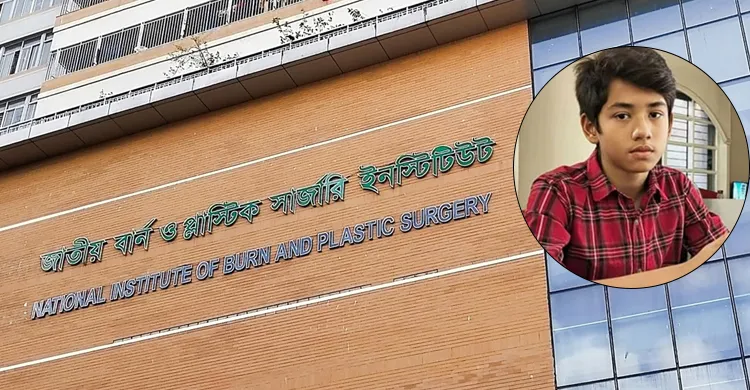 জাতীয় বার্ন ও প্লাস্টিক সার্জারি ইনস্টিটিউট
NATIONAL INSTITUTE OF BURN AND PLASTIC SURGERY